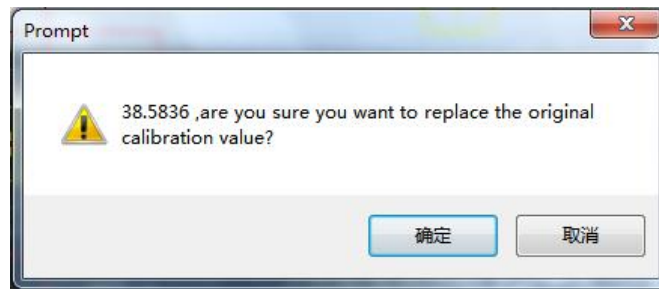 Prompt
38.5836 ,are you sure you want to replace the original
calibration value?
确定
取消